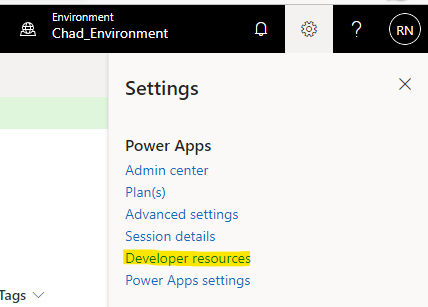 Environment
Chad_Environment
?
RN
Settings
Power Apps
Admin center
Plan(s)
Advanced settings
Session details
Developer resources
Power Apps settings
Tags